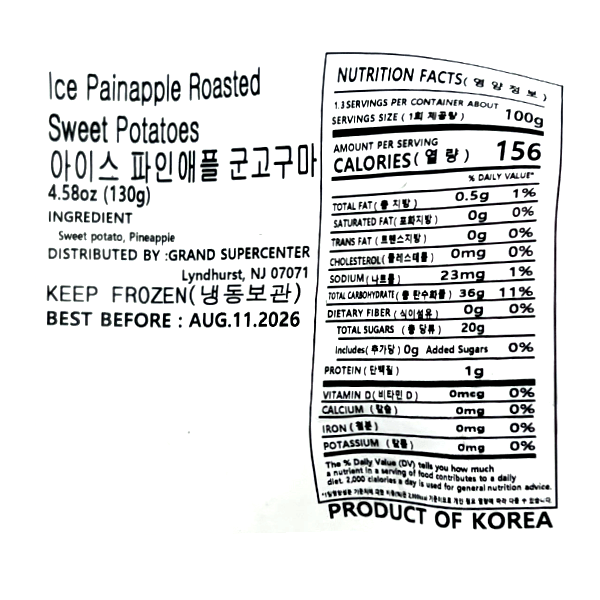 Ice Painapple Roasted
Sweet Potatoes
아이스 파인애플 군고구마
4.58oz (130g)
INGREDIENT
Sweet potato, Pineapple
DISTRIBUTED BY :GRAND SUPERCENTER
Lyndhurst, NJ 07071
KEEP FROZEN(냉동보관)
BEST BEFORE : AUG.11.2026
NUTRITION FACTS(영양정보)
1.3SERVINGS PER CONTAINER ABOUT
SERVINGS SIZE (1회 제공량) 100g
AMOUNT PER SERVING
CALORIES(열량) 156
% DAILY VALUE*
TOTAL FAT(총 지방) 0.5g 1%
SATURATED FAT(포화지방) 0g 0%
TRANS FAT (트랜스지방) 0g 0%
CHOLESTEROL(콜레스테롤) 0mg 0%
SODIUM(나트륨) 23mg 1%
TOTAL CARBOHYDRATE(총 탄수화물) 36g 11%
DIETARY FIBER (식이섬유) 0g 0%
TOTAL SUGARS (총 당류) 20g
Includes(추가당) 0g Added Sugars 0%
PROTEIN (단백질) 1g
VITAMIN D(비타민 D) 0mcg 0%
CALCIUM (칼슘) 0mg 0%
IRON (철분) 0mg 0%
POTASSIUM (칼륨) 0mg 0%
The % Daily Value (DV) tells you how much
a nutrient in a serving of food contributes to a daily
diet. 2,000 calories a day is used for general nutrition advice.
PRODUCT OF KOREA